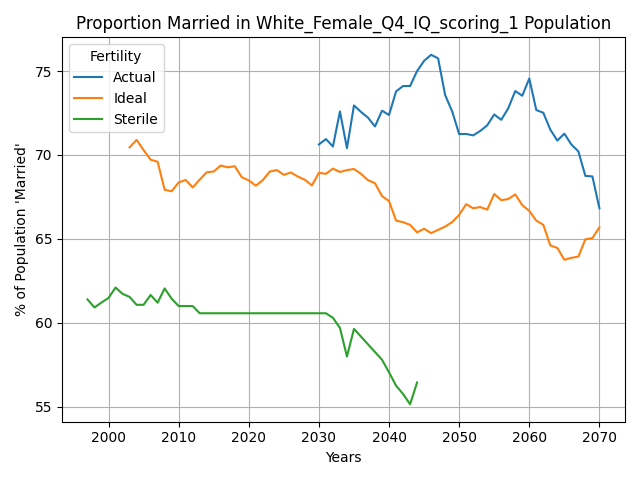 Proportion Married in White_Female_Q4_IQ_scoring_1 Population
Fertility
Actual
Ideal
Sterile
% of Population 'Married'
75
70
65
60
55
2000 2010 2020 2030 2040 2050 2060 2070
Years